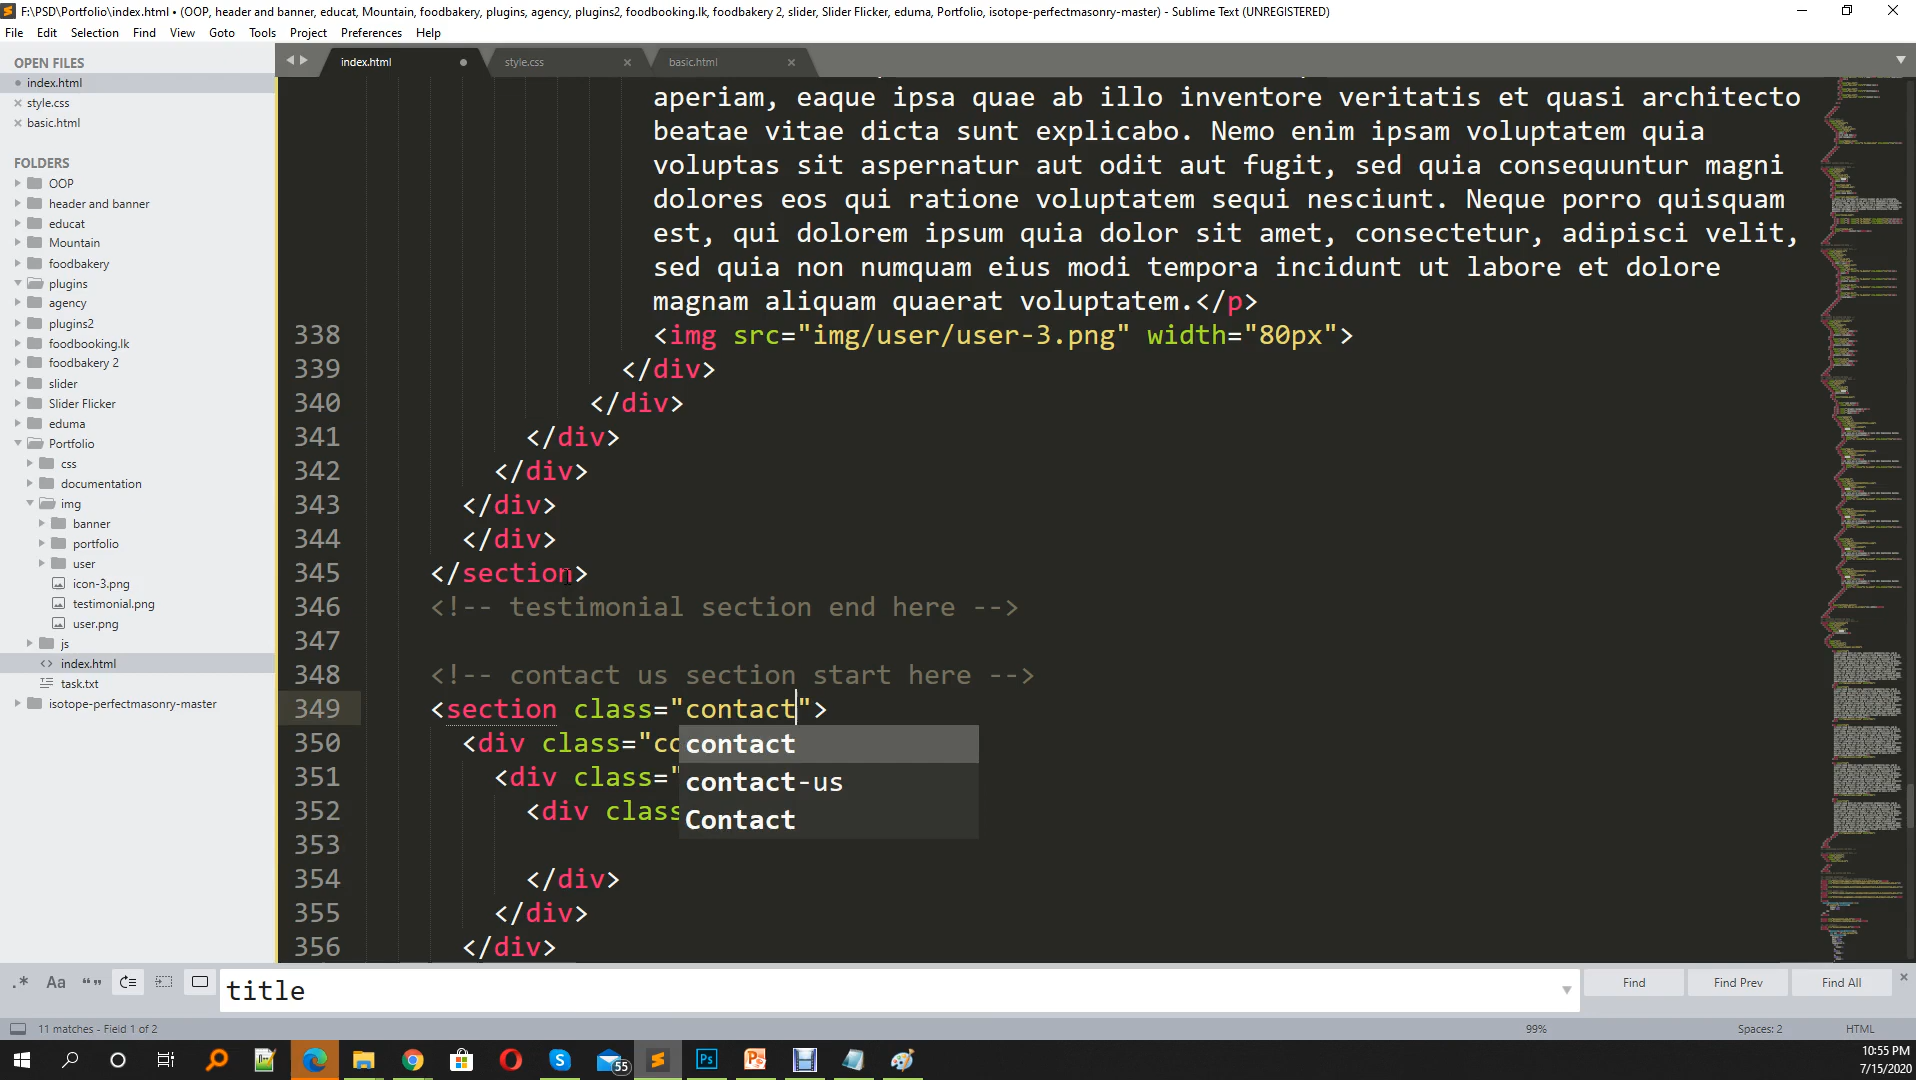 F:\PSD\Portfolio\index.html • (OOP, header and banner, educat, Mountain, foodbakery, plugins, agency, plugins2, foodbooking.lk, foodbakery 2, slider, Slider Flicker, eduma, Portfolio, isotope-perfectmasonry-master) - Sublime Text (UNREGISTERED)
File Edit Selection Find View Goto Tools Project Preferences Help
OPEN FILES
index.html
style.css
basic.html
FOLDERS
OOP
header and banner
educat
Mountain
foodbakery
plugins
agency
plugins2
foodbooking.lk
foodbakery 2
slider
Slider Flicker
eduma
Portfolio
css
documentation
img
banner
portfolio
user
icon-3.png
testimonial.png
user.png
js
index.html
task.txt
isotope-perfectmasonry-master
index.html style.css basic.html
aperiam, eaque ipsa quae ab illo inventore veritatis et quasi architecto
beatae vitae dicta sunt explicabo. Nemo enim ipsam voluptatem quia
voluptas sit aspernatur aut odit aut fugit, sed quia consequuntur magni
dolores eos qui ratione voluptatem sequi nesciunt. Neque porro quisquam
est, qui dolorem ipsum quia dolor sit amet, consectetur, adipisci velit,
sed quia non numquam eius modi tempora incidunt ut labore et dolore
magnam aliquam quaerat voluptatem.</p>
338 <img src="img/user/user-3.png" width="80px">
339 </div>
340 </div>
341 </div>
342 </div>
343 </div>
344 </div>
345 </section>
346 <!-- testimonial section end here -->
347
348 <!-- contact us section start here -->
349 <section class="contact">
350 <div class="co
contact
351 <div class="
contact-us
352 <div class
Contact
353
354 </div>
355 </div>
356 </div>
.* Aa “”
title
Find Find Prev Find All
11 matches - Field 1 of 2
99%
Spaces: 2
HTML
55
Ps
10:55 PM
7/15/2020